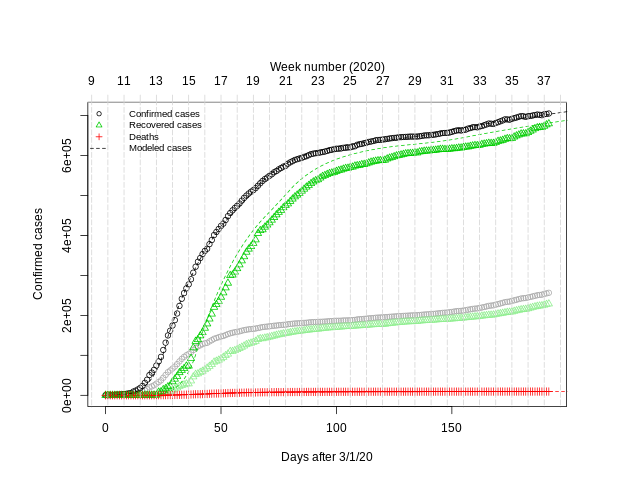 Week number (2020)
9 11 13 15 17 19 21 23 25 27 29 31 33 35 37
Confirmed cases
Recovered cases
Deaths
Modeled cases
Confirmed cases
6e+05
4e+05
2e+05
0e+00
0 50 100 150
Days after 3/1/20